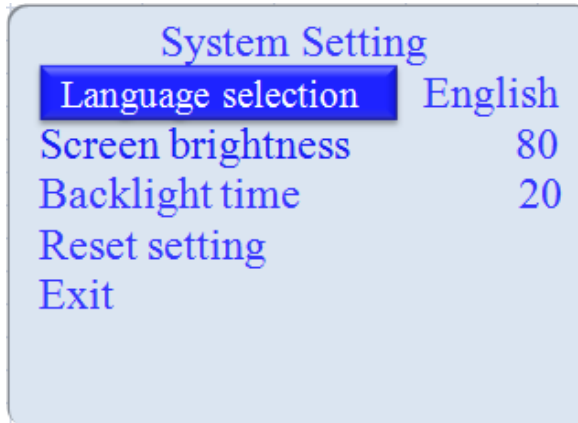 System Setting
Language selection English
Screen brightness 80
Backlight time 20
Reset setting
Exit